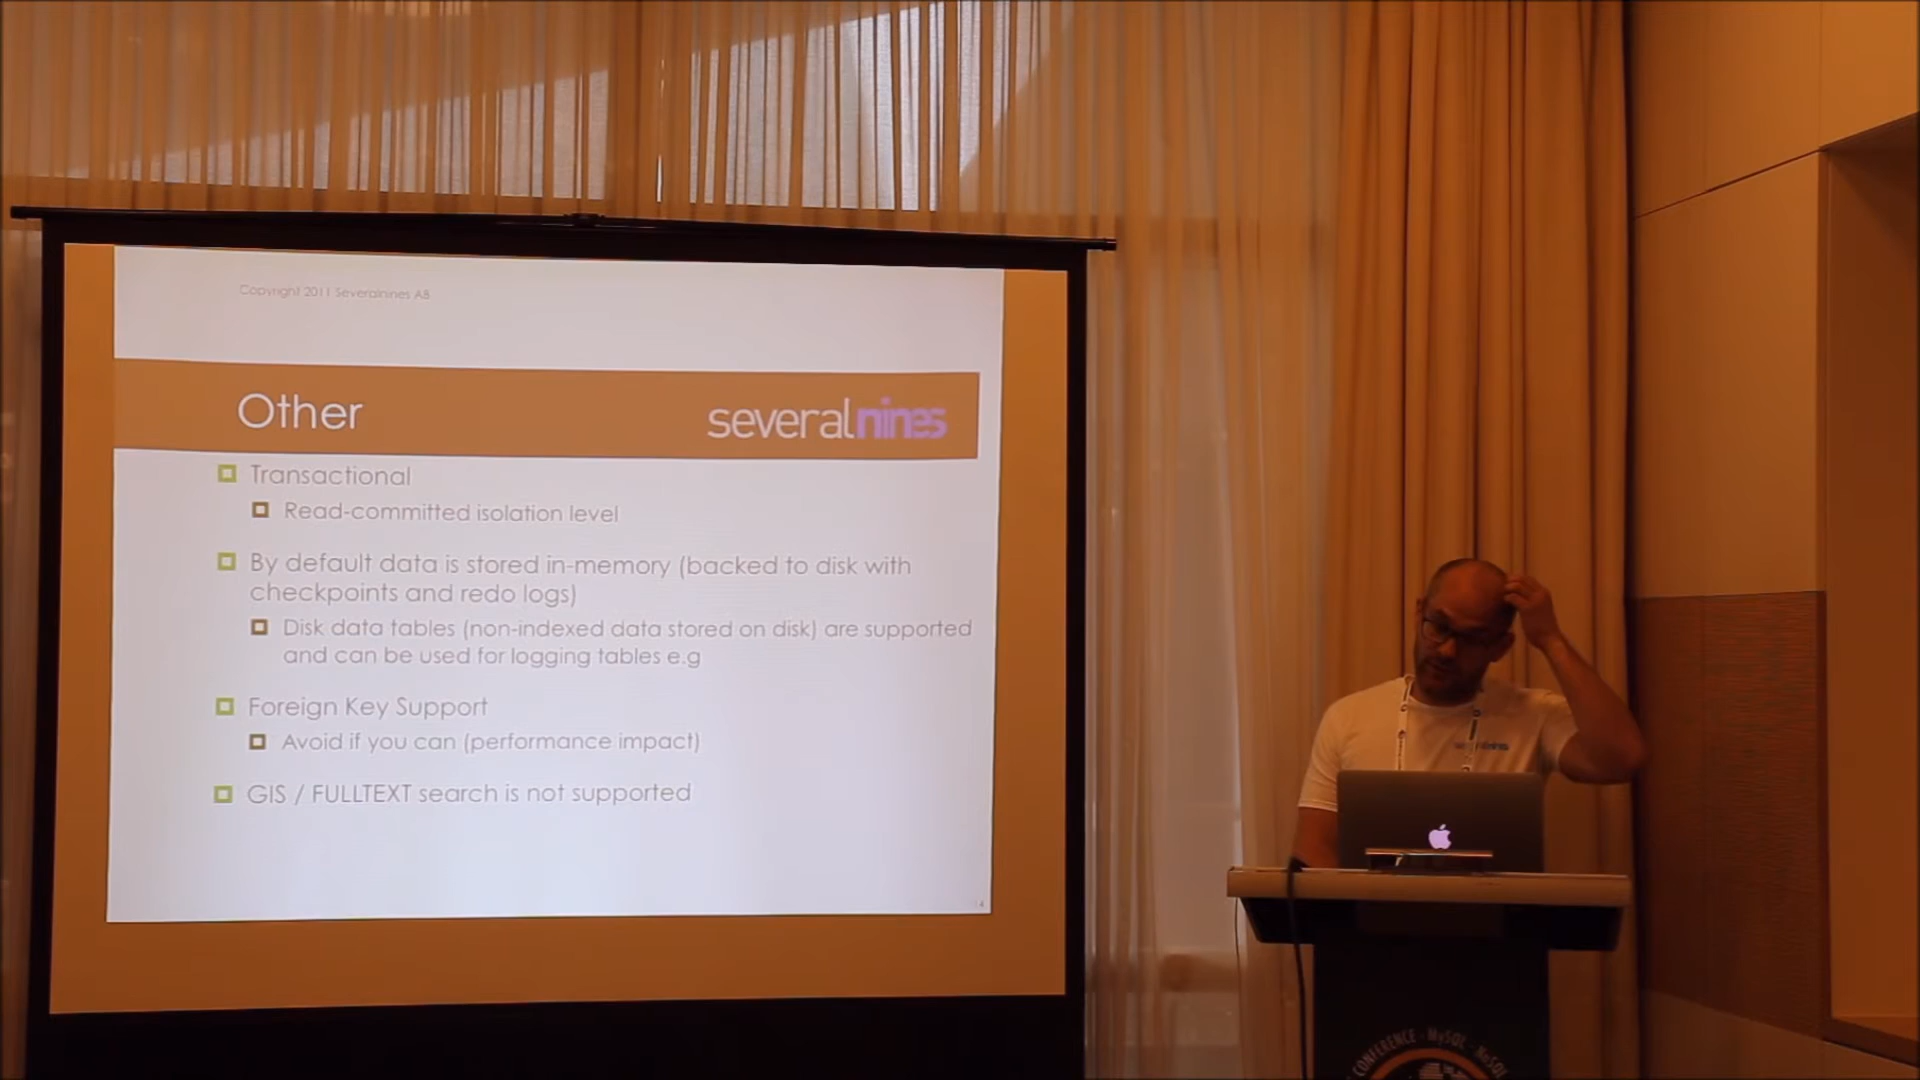 Copyright 2011 Severalnines AB
Other
severalnines
Transactional
Read-committed isolation level
By default data is stored in-memory (backed to disk with
checkpoints and redo logs)
Disk data tables (non-indexed data stored on disk) are supported
and can be used for logging tables e.g
Foreign Key Support
Avoid if you can (performance impact)
GIS / FULLTEXT search is not supported
CONFERENCE - MySQL - NoSQL